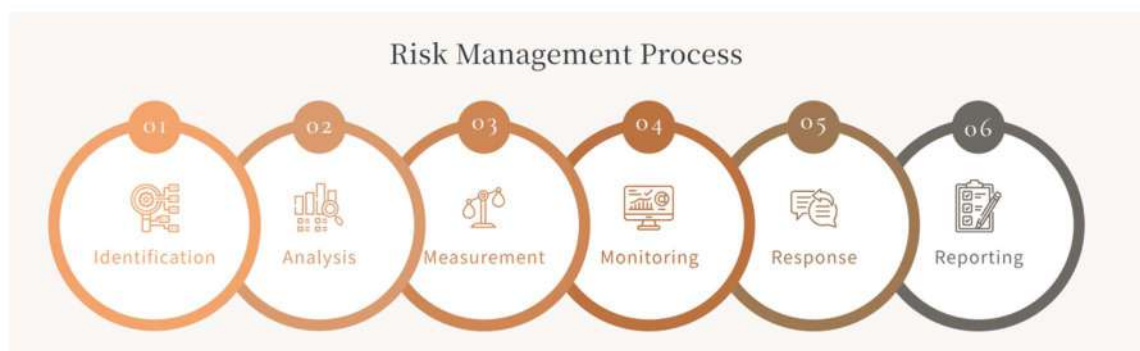 Risk Management Process
01
02
03
04
05
06
Identification
Analysis
Measurement
Monitoring
Response
Reporting